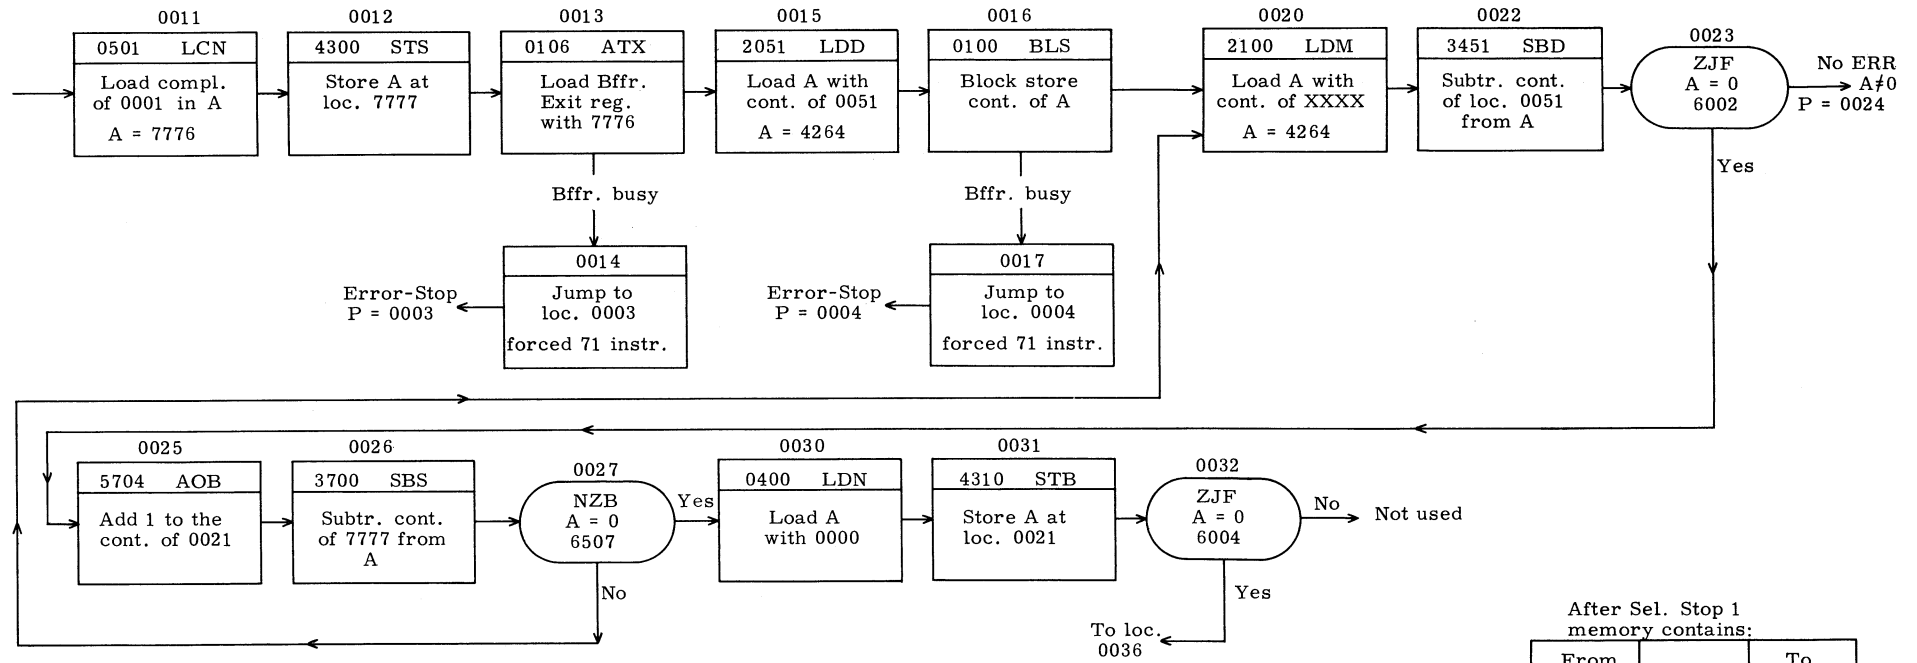 0011
0501 LCN
Load compl.
of 0001 in A
A = 7776
0012
4300 STS
Store A at
loc. 7777
0013
0106 ATX
Load Bffr.
Exit reg.
with 7776
Bffr. busy
0014
Jump to
loc. 0003
forced 71 instr.
Error-Stop
P = 0003
0015
2051 LDD
Load A with
cont. of 0051
A = 4264
0016
0100 BLS
Block store
cont. of A
Bffr. busy
0017
Jump to
loc. 0004
forced 71 instr.
Error-Stop
P = 0004
0020
2100 LDM
Load A with
cont. of XXXX
A = 4264
0022
3451 SBD
Subtr. cont.
of loc. 0051
from A
0023
ZJF
A = 0
6002
No ERR
A≠0
P = 0024
Yes
0025
5704 AOB
Add 1 to the
cont. of 0021
0026
3700 SBS
Subtr. cont.
of 7777 from
A
0027
NZB
A = 0
6507
Yes
No
0030
0400 LDN
Load A
with 0000
0031
4310 STB
Store A at
loc. 0021
0032
ZJF
A = 0
6004
No
Not used
Yes
To loc.
0036
After Sel. Stop 1
memory contains:
From To